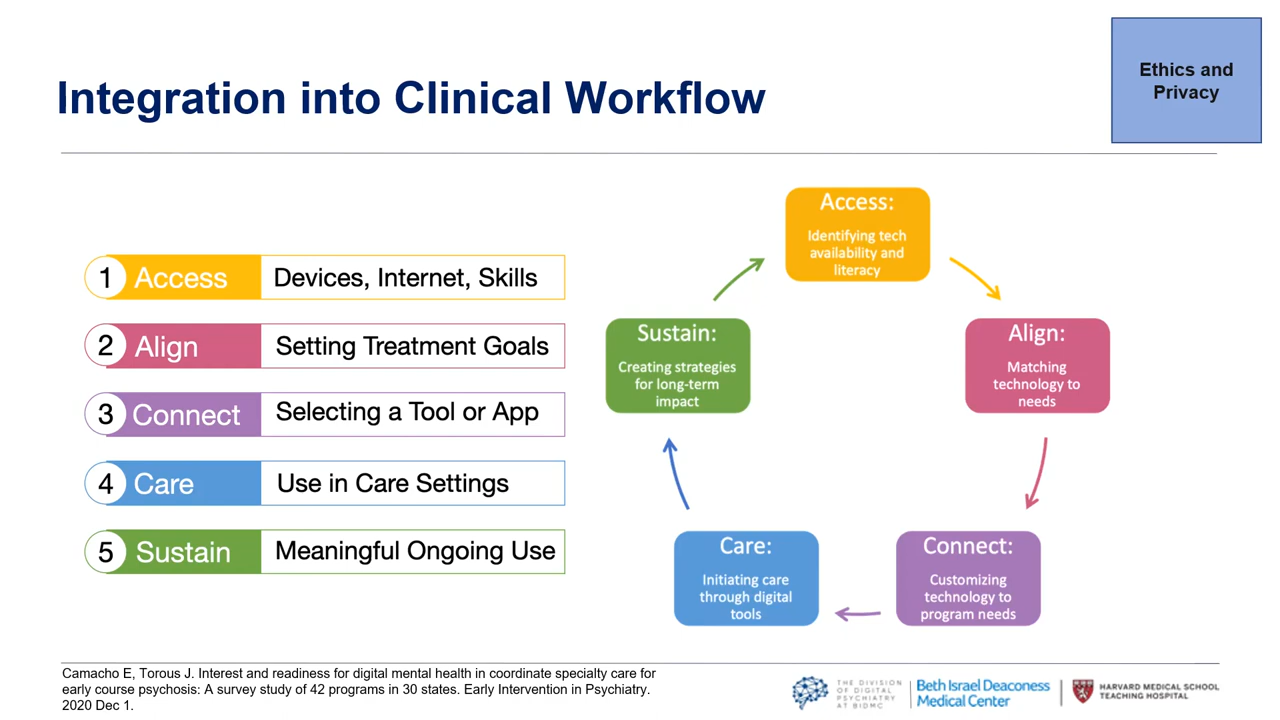 Ethics and
Privacy
Integration into Clinical Workflow
1 Access Devices, Internet, Skills
2 Align Setting Treatment Goals
3 Connect Selecting a Tool or App
4 Care Use in Care Settings
5 Sustain Meaningful Ongoing Use
Access:
Identifying tech
availability and
literacy
Align:
Matching
technology to
needs
Connect:
Customizing
technology to
program needs
Care:
Initiating care
through digital
tools
Sustain:
Creating strategies
for long-term
impact
Camacho E, Torous J. Interest and readiness for digital mental health in coordinate specialty care for
early course psychosis: A survey study of 42 programs in 30 states. Early Intervention in Psychiatry.
2020 Dec 1.
THE DIVISION
OF DIGITAL
PSYCHIATRY
AT BIDMC
Beth Israel Deaconess
Medical Center
HARVARD MEDICAL SCHOOL
TEACHING HOSPITAL